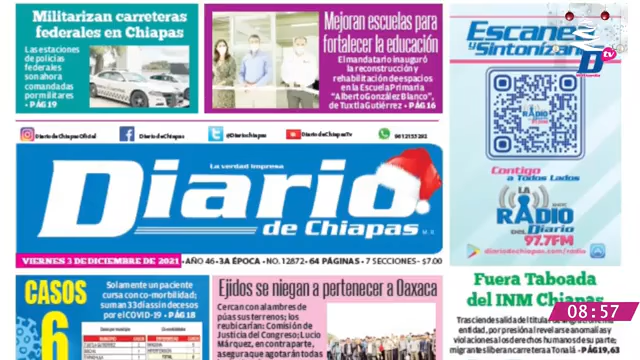 Militarizan carreteras
federales en Chiapas
Las estaciones
de policías
federales
son ahora
comandadas
por militares
• PÁG 19
Mejoran escuelas para
fortalecer la educación
El mandatario inauguró
la reconstrucción y
rehabilitación de espacios
en la Escuela Primaria
"Alberto González Blanco",
de Tuxtla Gutiérrez • PÁG 16
Escanea
y Sintonízano
D tv
Contigo
a Todos Lados
LA
RADIO
DEL Diario
97.7FM
diariodechiapas.com/radio
DiariodeChiapasOficial
Diario de Chiapas
@Diariochiapas
DiariodeChiapasTv
9612133282
La verdad impresa
Diario
de Chiapas
VIERNES 3 DE DICIEMBRE DE 2021 • AÑO 46 • 3A ÉPOCA • NO. 12872 • 64 PÁGINAS • 7 SECCIONES • $7.00
CASOS
6
Solamente un paciente
cursa con co-morbilidad;
suman 33 días sin decesos
por el COVID-19 • PÁG 18
Ejidos se niegan a pertenecer a Oaxaca
Cercan con alambres de
púas sus terrenos; los
reubicarían: Comisión de
Justicia del Congreso; Lucio
Márquez, en contraparte,
asegura que agotarán todas
Fuera Taboada
del INM Chiapas
Trasciende salida del titular de
entidad, por presión al revelarse anomalías y
violaciones a los derechos humanos de su parte;
migrantes liberan carretera a Tonalá • PÁG 19, 63
08:57